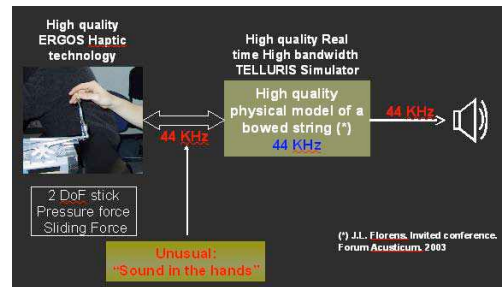 High quality
ERGOS Haptic
technology
High quality Real
time High bandwidth
TELLURIS Simulator
High quality
physical model of a
bowed string (*)
44 KHz
44 KHz
44 KHz
2 DoF stick
Pressure force
Sliding Force
Unusual:
“Sound in the hands”
(*) J.L. Florens. Invited conference.
Forum Acusticum. 2003